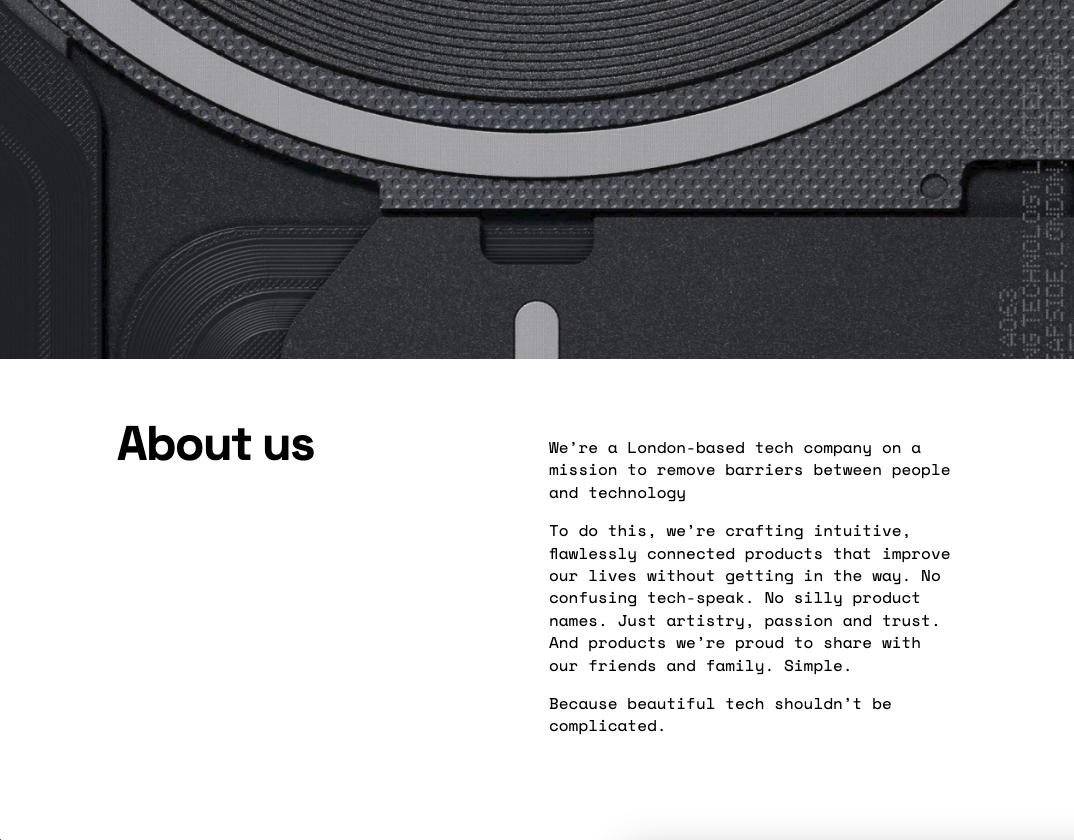 A063
NG TECHNOLOGY L
EAFSIDE, LONDON,
About us
We’re a London-based tech company on a
mission to remove barriers between people
and technology
To do this, we’re crafting intuitive,
flawlessly connected products that improve
our lives without getting in the way. No
confusing tech-speak. No silly product
names. Just artistry, passion and trust.
And products we’re proud to share with
our friends and family. Simple.
Because beautiful tech shouldn’t be
complicated.